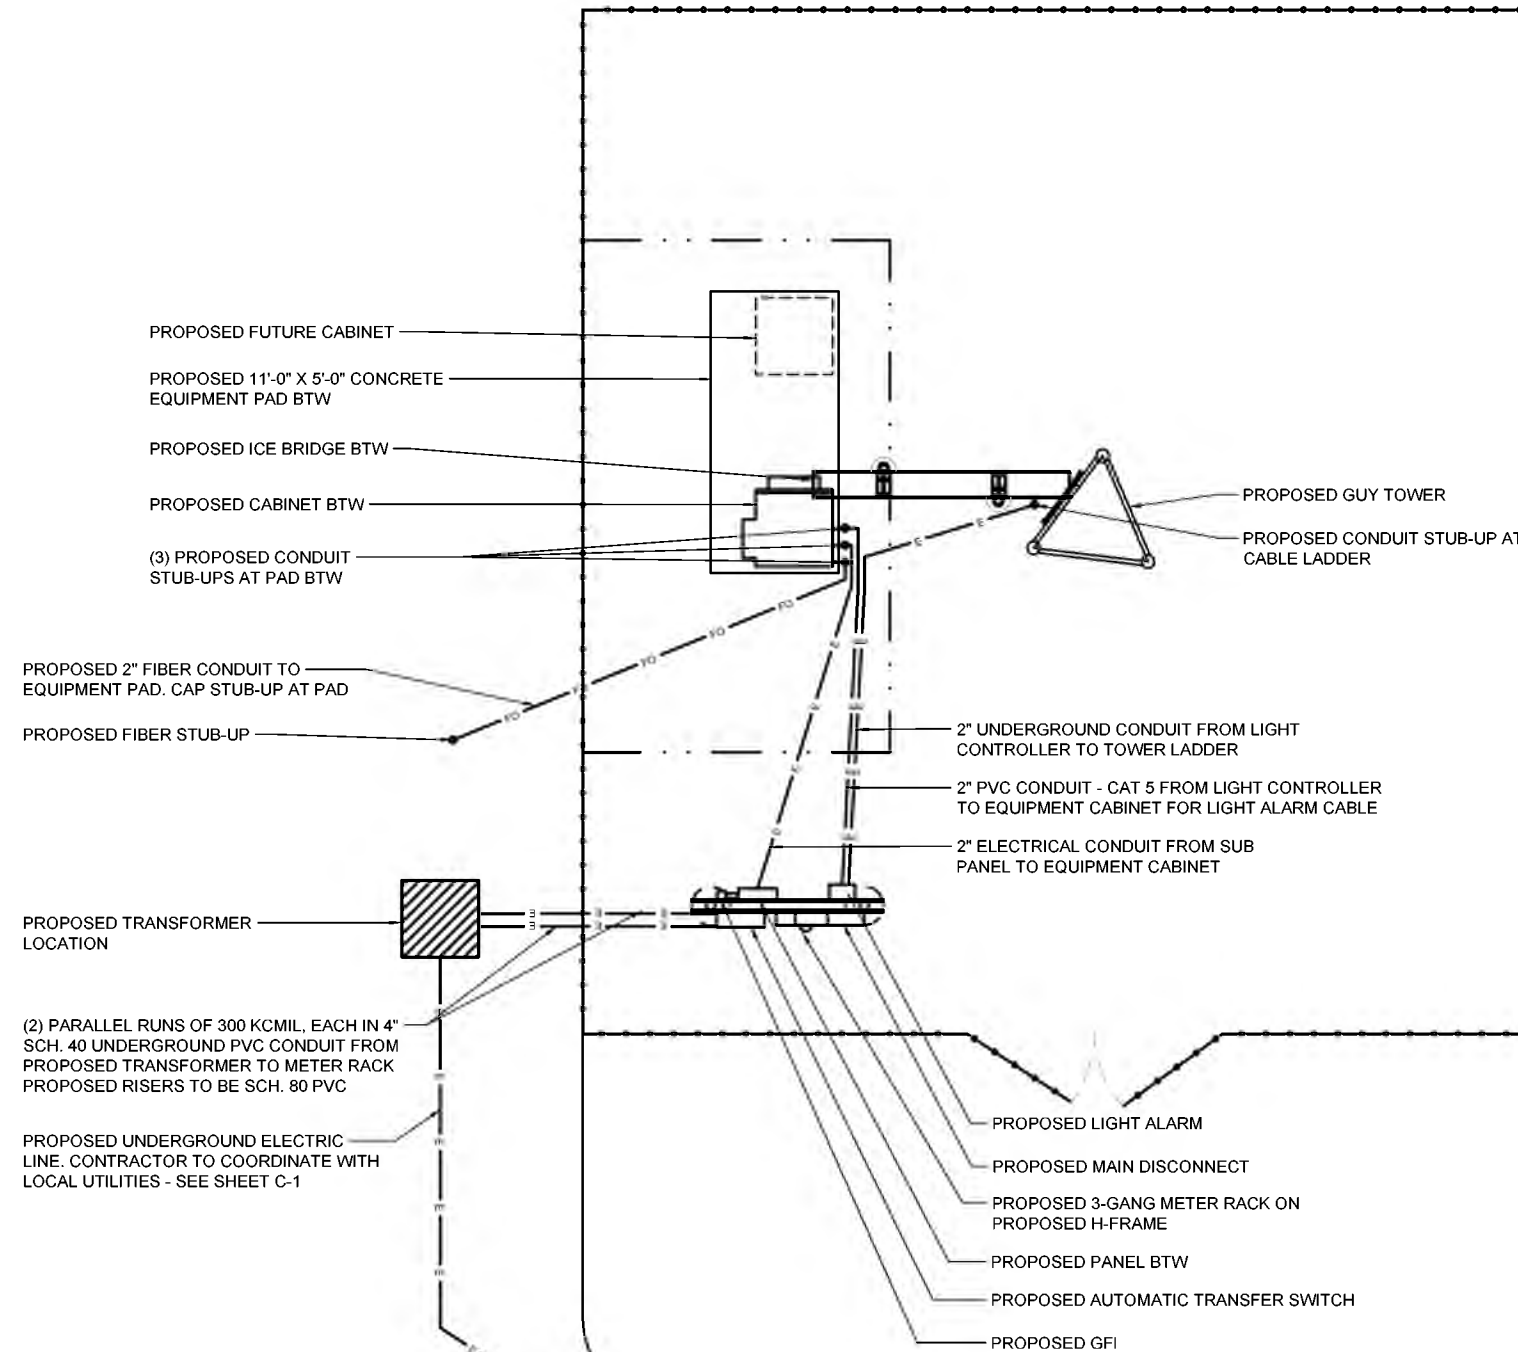 PROPOSED FUTURE CABINET
PROPOSED 11'-0" X 5'-0" CONCRETE
EQUIPMENT PAD BTW
PROPOSED ICE BRIDGE BTW
PROPOSED CABINET BTW
(3) PROPOSED CONDUIT
STUB-UPS AT PAD BTW
PROPOSED 2" FIBER CONDUIT TO
EQUIPMENT PAD. CAP STUB-UP AT PAD
PROPOSED FIBER STUB-UP
PROPOSED TRANSFORMER
LOCATION
(2) PARALLEL RUNS OF 300 KCMIL, EACH IN 4"
SCH. 40 UNDERGROUND PVC CONDUIT FROM
PROPOSED TRANSFORMER TO METER RACK
PROPOSED RISERS TO BE SCH. 80 PVC
PROPOSED UNDERGROUND ELECTRIC
LINE. CONTRACTOR TO COORDINATE WITH
LOCAL UTILITIES - SEE SHEET C-1
PROPOSED GUY TOWER
PROPOSED CONDUIT STUB-UP AT
CABLE LADDER
2" UNDERGROUND CONDUIT FROM LIGHT
CONTROLLER TO TOWER LADDER
2" PVC CONDUIT - CAT 5 FROM LIGHT CONTROLLER
TO EQUIPMENT CABINET FOR LIGHT ALARM CABLE
2" ELECTRICAL CONDUIT FROM SUB
PANEL TO EQUIPMENT CABINET
PROPOSED LIGHT ALARM
PROPOSED MAIN DISCONNECT
PROPOSED 3-GANG METER RACK ON
PROPOSED H-FRAME
PROPOSED PANEL BTW
PROPOSED AUTOMATIC TRANSFER SWITCH
PROPOSED GFI
FO
FO
FO
FO
E
E
E
E
E
E
E
E